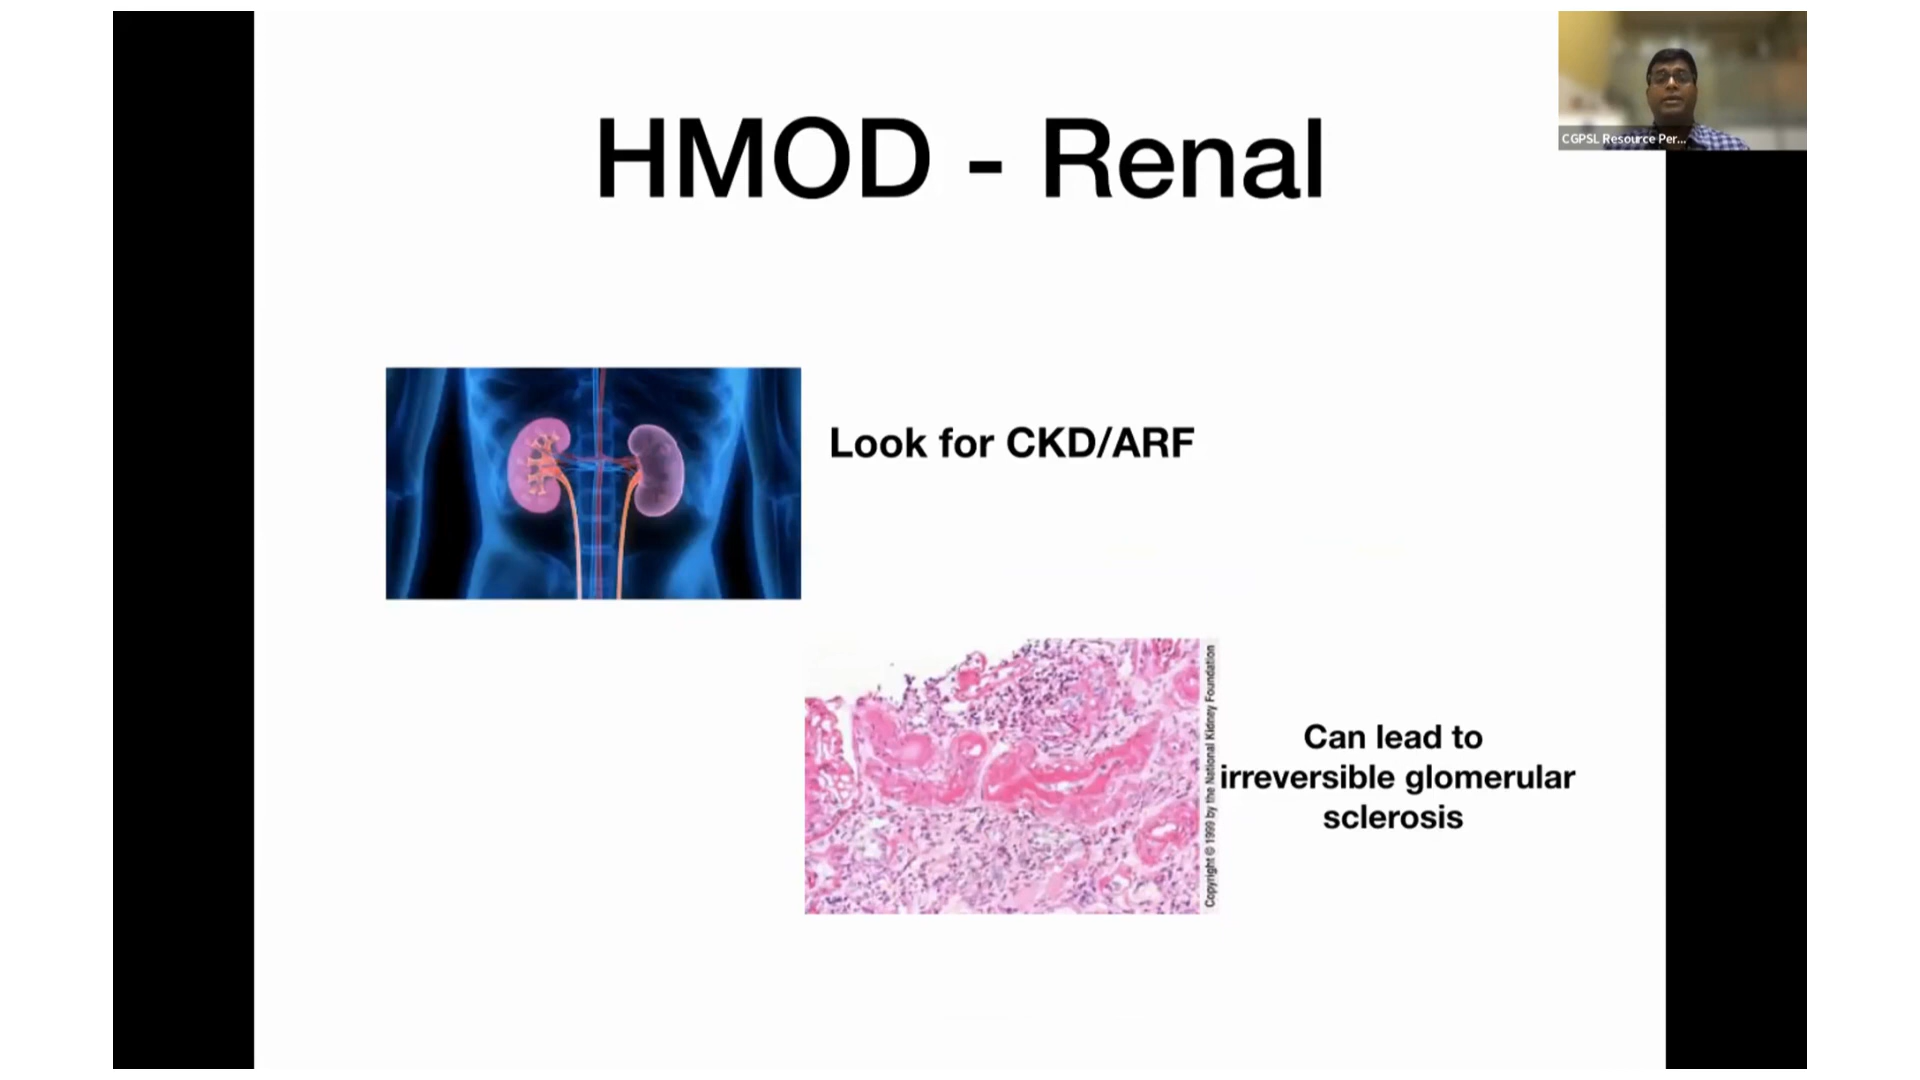 HMOD - Renal
CGPSL Resource Per...
Look for CKD/ARF
Copyright © 1999 by the National Kidney Foundation
Can lead to
irreversible glomerular
sclerosis